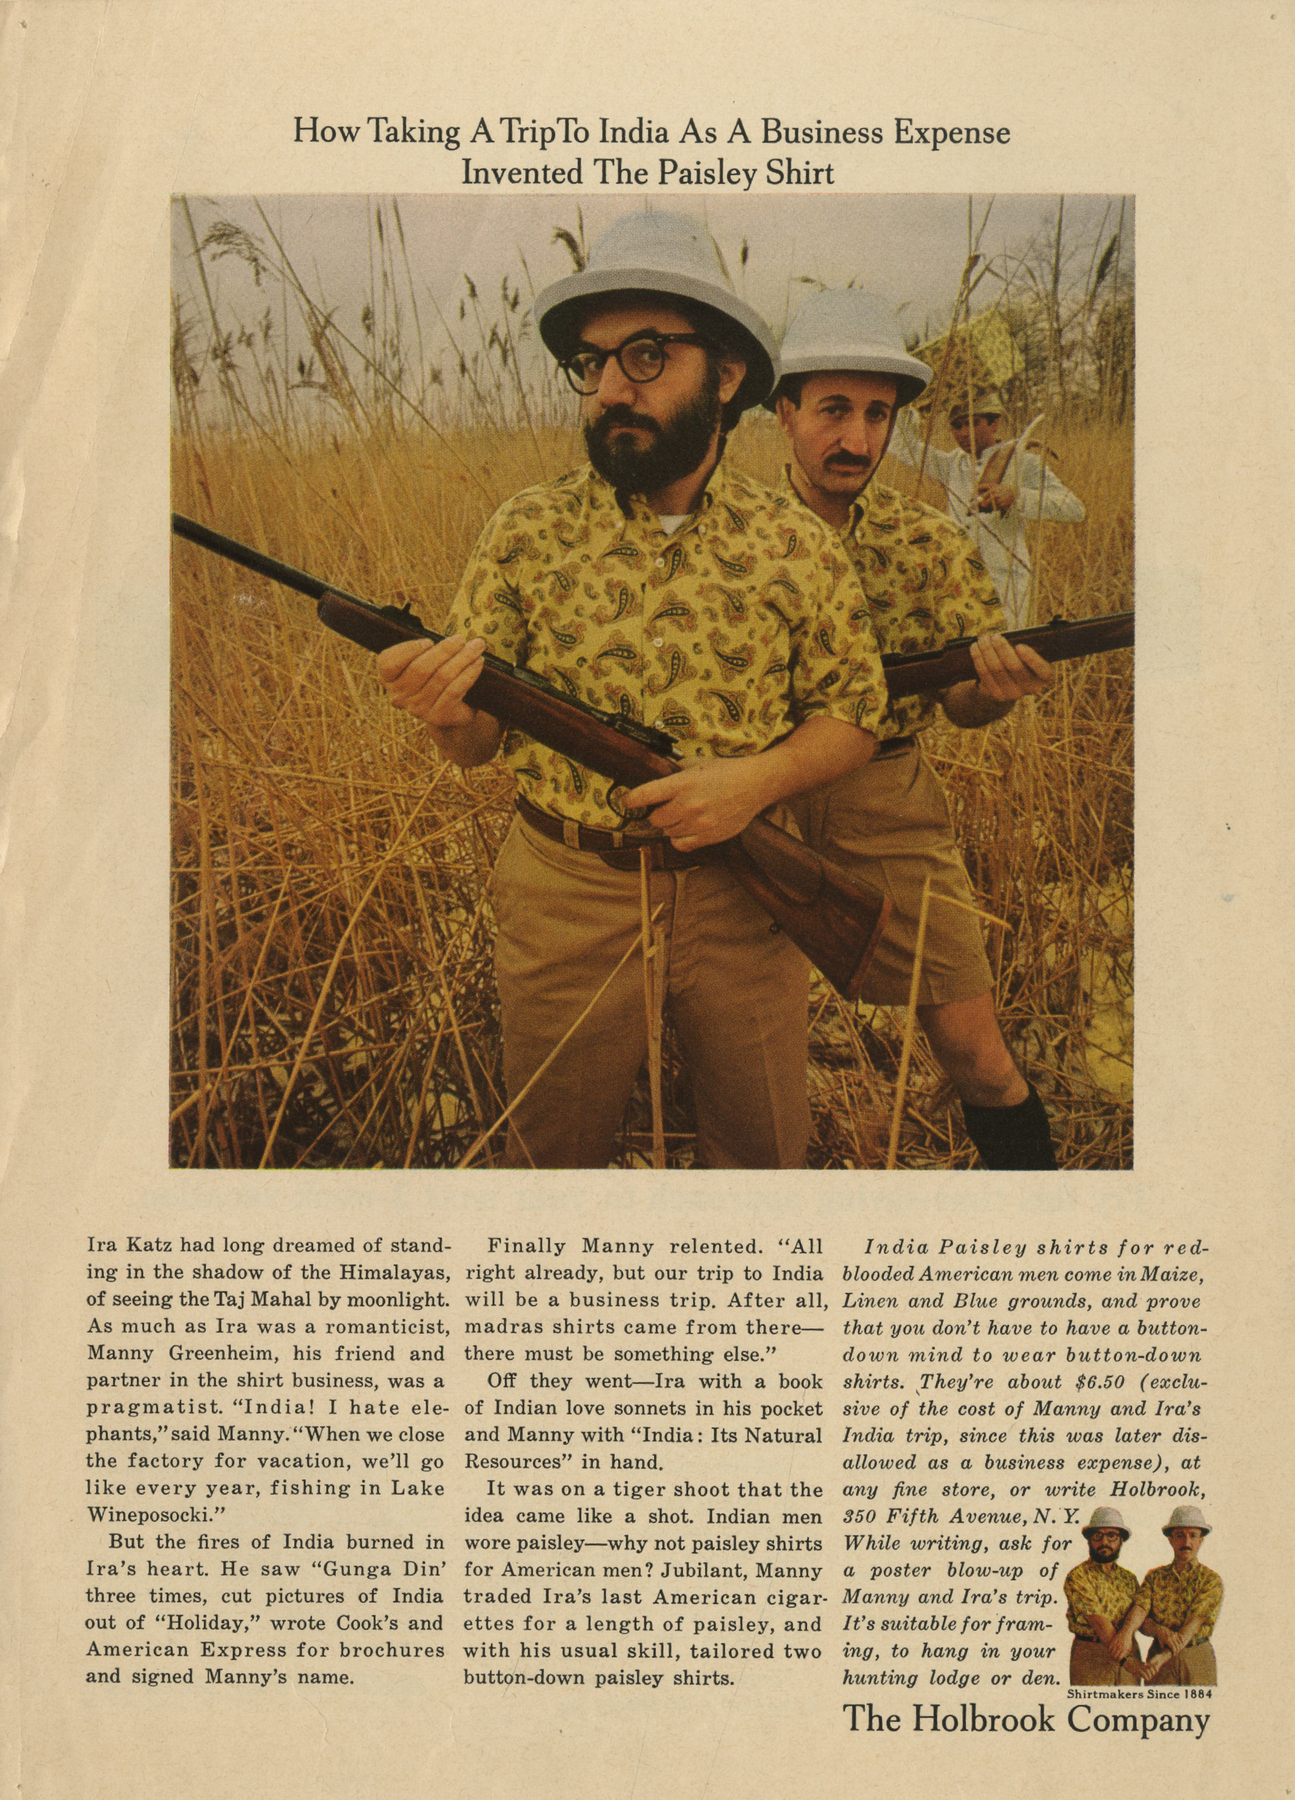 How Taking A Trip To India As A Business Expense
Invented The Paisley Shirt
Ira Katz had long dreamed of stand-
ing in the shadow of the Himalayas,
of seeing the Taj Mahal by moonlight.
As much as Ira was a romanticist,
Manny Greenheim, his friend and
partner in the shirt business, was a
pragmatist. “India! I hate ele-
phants,” said Manny. “When we close
the factory for vacation, we’ll go
like every year, fishing in Lake
Wineposocki.”
But the fires of India burned in
Ira’s heart. He saw “Gunga Din’
three times, cut pictures of India
out of “Holiday,” wrote Cook’s and
American Express for brochures
and signed Manny’s name.
Finally Manny relented. “All
right already, but our trip to India
will be a business trip. After all,
madras shirts came from there—
there must be something else.”
Off they went—Ira with a book
of Indian love sonnets in his pocket
and Manny with “India: Its Natural
Resources” in hand.
It was on a tiger shoot that the
idea came like a shot. Indian men
wore paisley—why not paisley shirts
for American men? Jubilant, Manny
traded Ira’s last American cigar-
ettes for a length of paisley, and
with his usual skill, tailored two
button-down paisley shirts.
India Paisley shirts for red-
blooded American men come in Maize,
Linen and Blue grounds, and prove
that you don’t have to have a button-
down mind to wear button-down
shirts. They’re about $6.50 (exclu-
sive of the cost of Manny and Ira’s
India trip, since this was later dis-
allowed as a business expense), at
any fine store, or write Holbrook,
350 Fifth Avenue, N. Y.
While writing, ask for
a poster blow-up of
Manny and Ira’s trip.
It’s suitable for fram-
ing, to hang in your
hunting lodge or den.
Shirtmakers Since 1884
The Holbrook Company